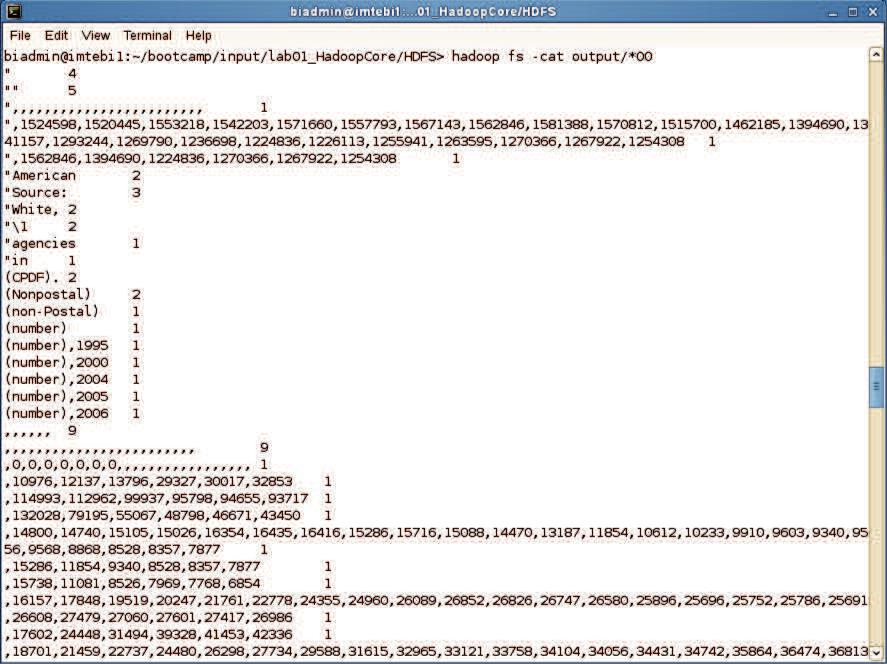 biadmin@imtebi1:...01_HadoopCore/HDFS
File Edit View Terminal Help
biadmin@imtebi1:~/bootcamp/input/lab01_HadoopCore/HDFS> hadoop fs -cat output/*00
" 4
"" 5
",,,,,,,,,,,,,,,,,,,,,,,, 1
",1524598,1520445,1553218,1542203,1571660,1557793,1567143,1562846,1581388,1570812,1515700,1462185,1394690,13
41157,1293244,1269790,1236698,1224836,1226113,1255941,1263595,1270366,1267922,1254308 1
",1562846,1394690,1224836,1270366,1267922,1254308 1
"American 2
"Source: 3
"White, 2
"\1 2
"agencies 1
"in 1
(CPDF). 2
(Nonpostal) 2
(non-Postal) 1
(number) 1
(number),1995 1
(number),2000 1
(number),2004 1
(number),2005 1
(number),2006 1
,,,,,, 9
,,,,,,,,,,,,,,,,,,,,,,,, 9
,0,0,0,0,0,0,0,,,,,,,,,,,,,,,,, 1
,10976,12137,13796,29327,30017,32853 1
,114993,112962,99937,95798,94655,93717 1
,132028,79195,55067,48798,46671,43450 1
,14800,14740,15105,15026,16354,16435,16416,15286,15716,15088,14470,13187,11854,10612,10233,9910,9603,9340,95
56,9568,8868,8528,8357,7877 1
,15286,11854,9340,8528,8357,7877 1
,15738,11081,8526,7969,7768,6854 1
,16157,17848,19519,20247,21761,22778,24355,24960,26089,26852,26826,26747,26580,25896,25696,25752,25786,25691
,26608,27479,27060,27601,27417,26986 1
,17602,24448,31494,39328,41453,42336 1
,18701,21459,22737,24480,26298,27734,29588,31615,32965,33121,33758,34104,34056,34431,34742,35864,36474,36813